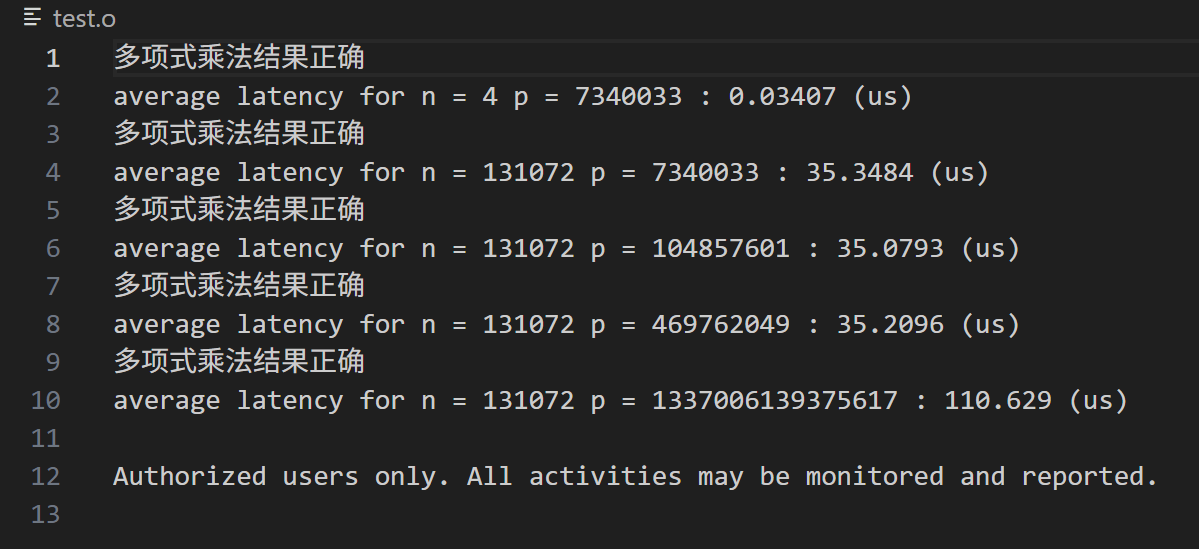 test.o
1 多项式乘法结果正确
2 average latency for n = 4 p = 7340033 : 0.03407 (us)
3 多项式乘法结果正确
4 average latency for n = 131072 p = 7340033 : 35.3484 (us)
5 多项式乘法结果正确
6 average latency for n = 131072 p = 104857601 : 35.0793 (us)
7 多项式乘法结果正确
8 average latency for n = 131072 p = 469762049 : 35.2096 (us)
9 多项式乘法结果正确
10 average latency for n = 131072 p = 1337006139375617 : 110.629 (us)
11
12 Authorized users only. All activities may be monitored and reported.
13